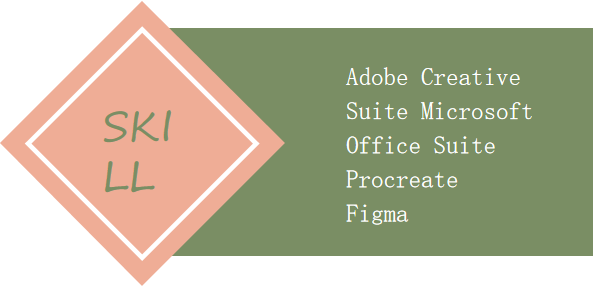 SKI
LL
Adobe Creative
Suite Microsoft
Office Suite
Procreate
Figma